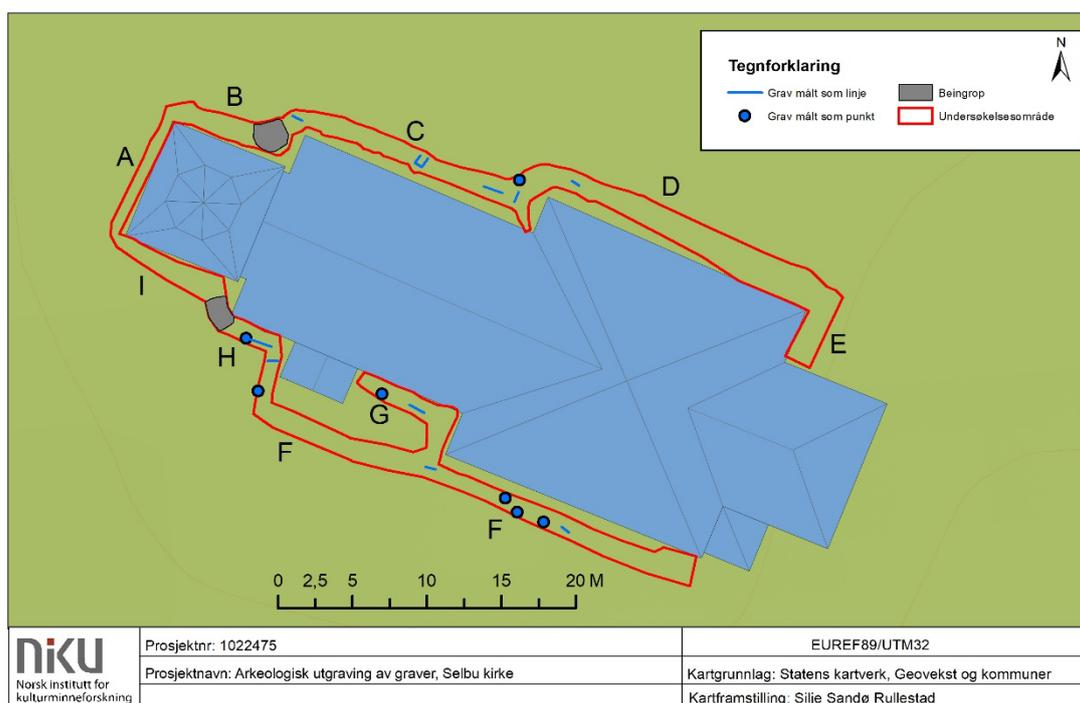 N
Tegnforklaring
Grav målt som linje
Beingrop
Grav målt som punkt
Undersøkelsesområde
B
C
A
D
I
E
H
G
F
F
0 2,5 5 10 15 20 M
niku
Norsk institutt for
kulturminneforskning
Prosjektnr: 1022475
EUREF89/UTM32
Prosjektnavn: Arkeologisk utgraving av graver, Selbu kirke
Kartgrunnlag: Statens kartverk, Geovekst og kommuner
Kartframstilling: Silje Sandø Rullestad